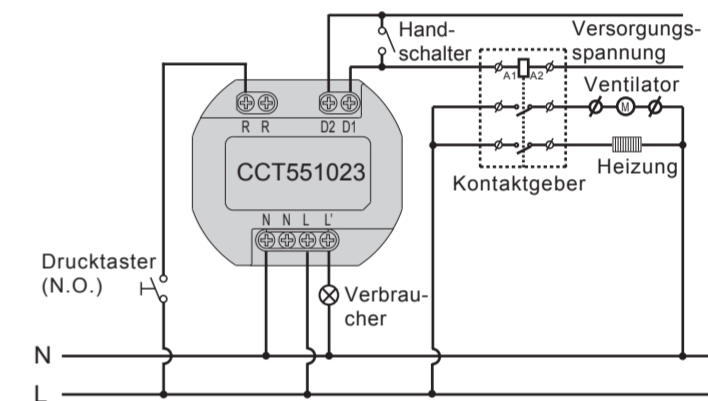 Hand-
schalter
Versorgungs-
spannung
A1 A2
Ventilator
M
R R D2 D1
CCT551023
Heizung
Kontaktgeber
N N L L'
Drucktaster
(N.O.)
Verbrau-
cher
N
L